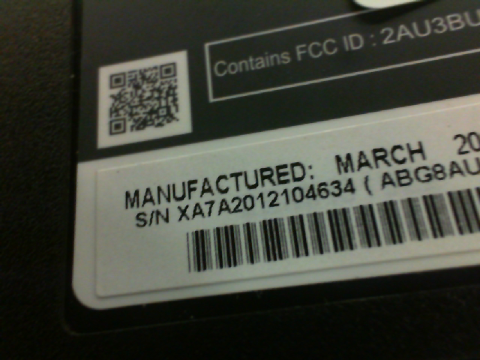 Contains FCC ID : 2AU3BU
MANUFACTURED: MARCH 20
S/N XA7A2012104634 ( ABG8AU